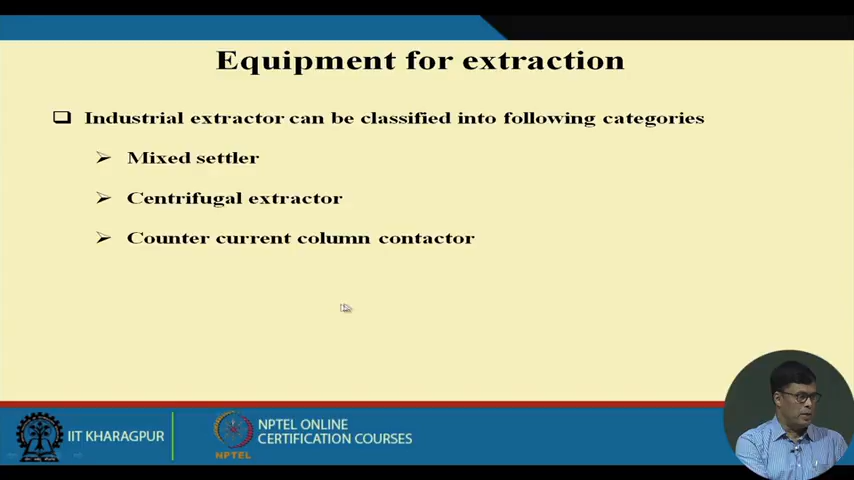 Equipment for extraction
Industrial extractor can be classified into following categories
Mixed settler
Centrifugal extractor
Counter current column contactor
IIT KHARAGPUR
NPTEL
NPTEL ONLINE
CERTIFICATION COURSES